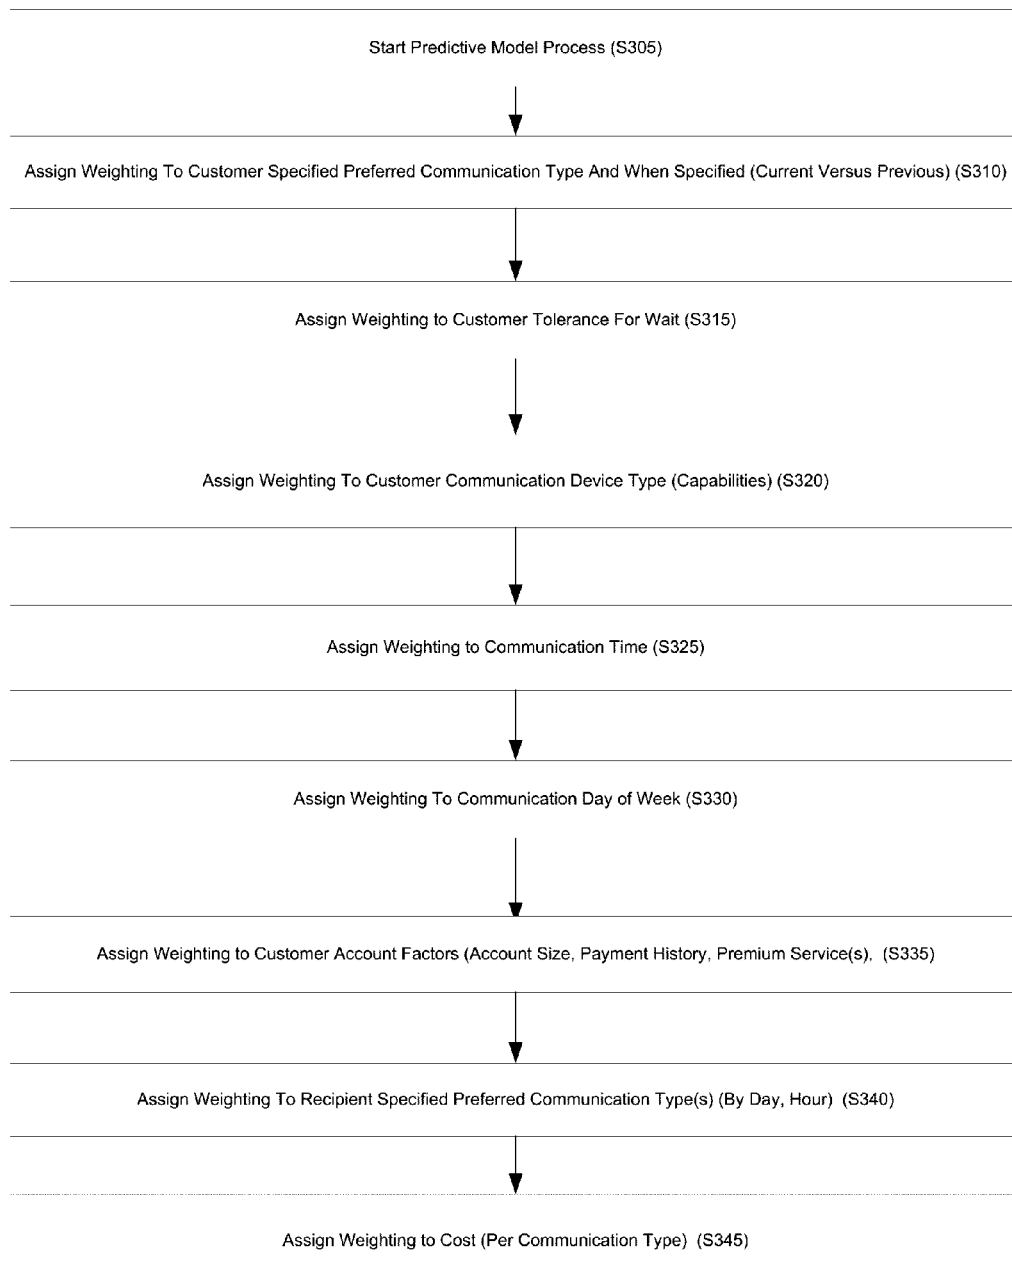 Start Predictive Model Process (S305)
Assign Weighting To Customer Specified Preferred Communication Type And When Specified (Current Versus Previous) (S310)
Assign Weighting to Customer Tolerance For Wait (S315)
Assign Weighting To Customer Communication Device Type (Capabilities) (S320)
Assign Weighting to Communication Time (S325)
Assign Weighting To Communication Day of Week (S330)
Assign Weighting to Customer Account Factors (Account Size, Payment History, Premium Service(s),  (S335)
Assign Weighting To Recipient Specified Preferred Communication Type(s) (By Day, Hour)  (S340)
Assign Weighting to Cost (Per Communication Type)  (S345)